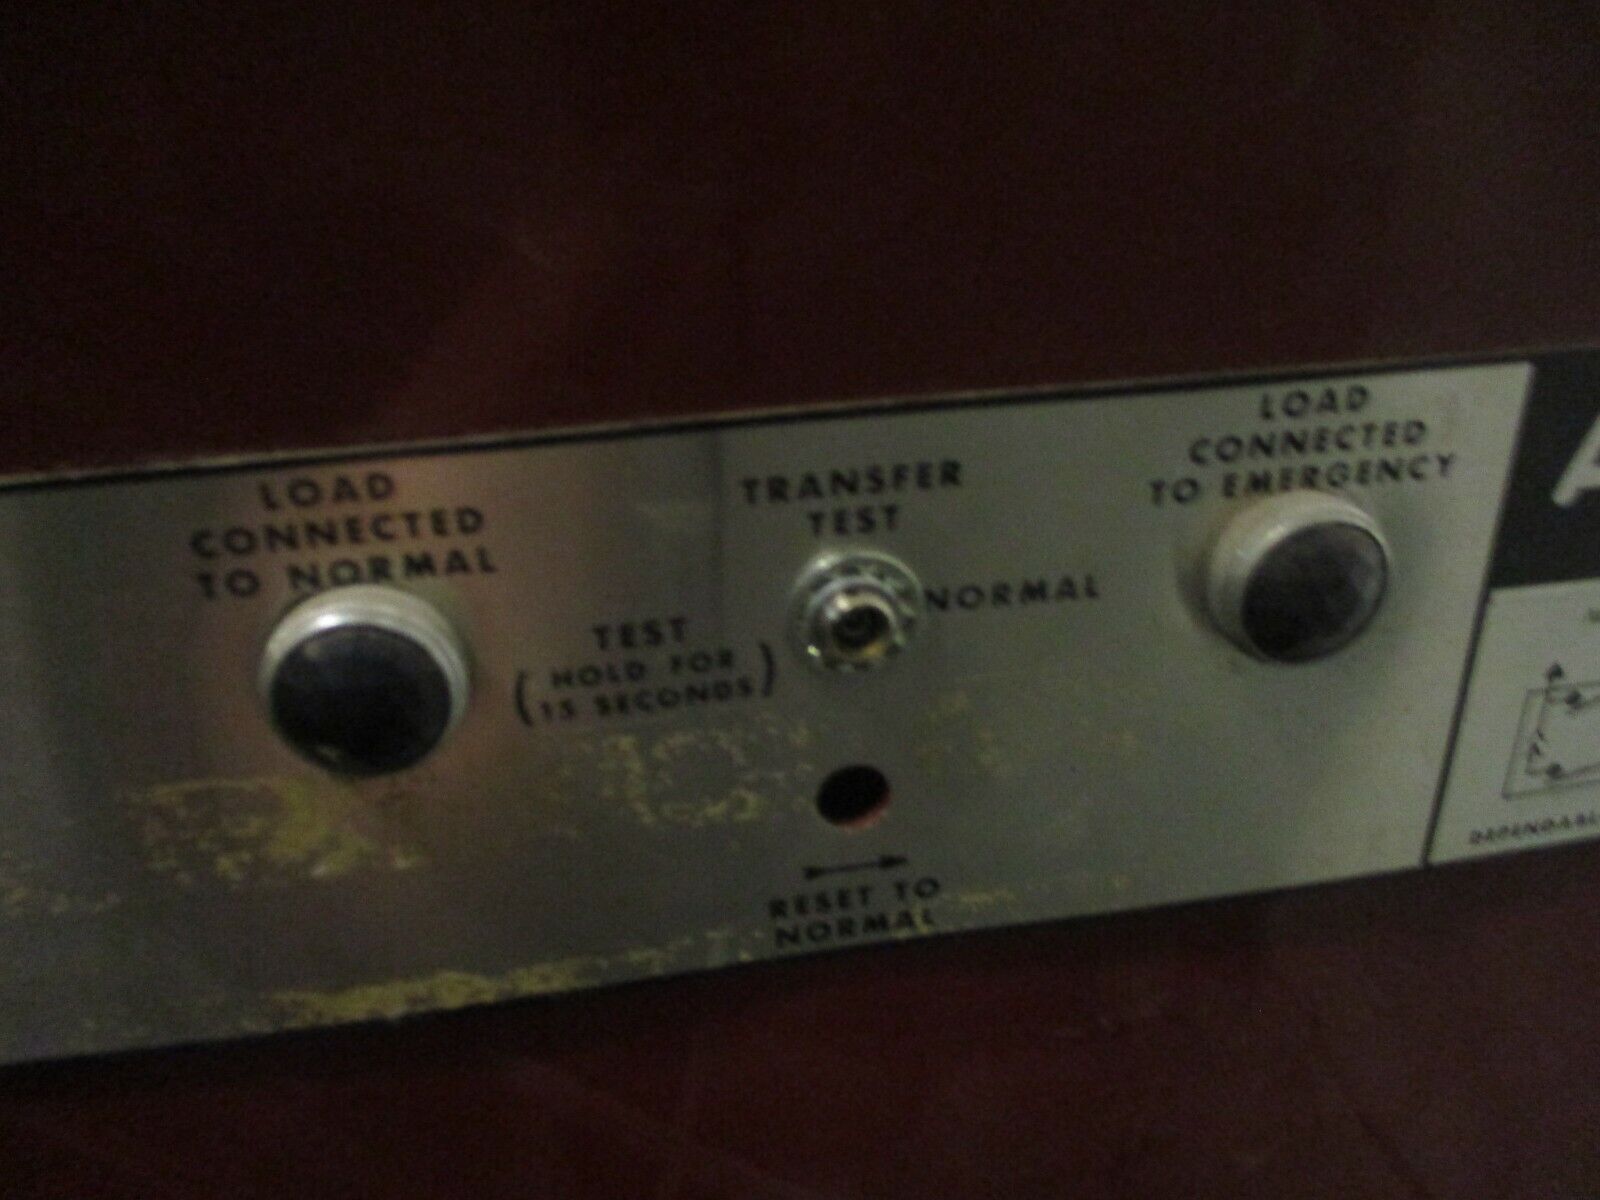 LOAD
CONNECTED
TO NORMAL
TRANSFER
TEST
NORMAL
TEST
(HOLD FOR
15 SECONDS)
RESET TO
NORMAL
LOAD
CONNECTED
TO EMERGENCY
A